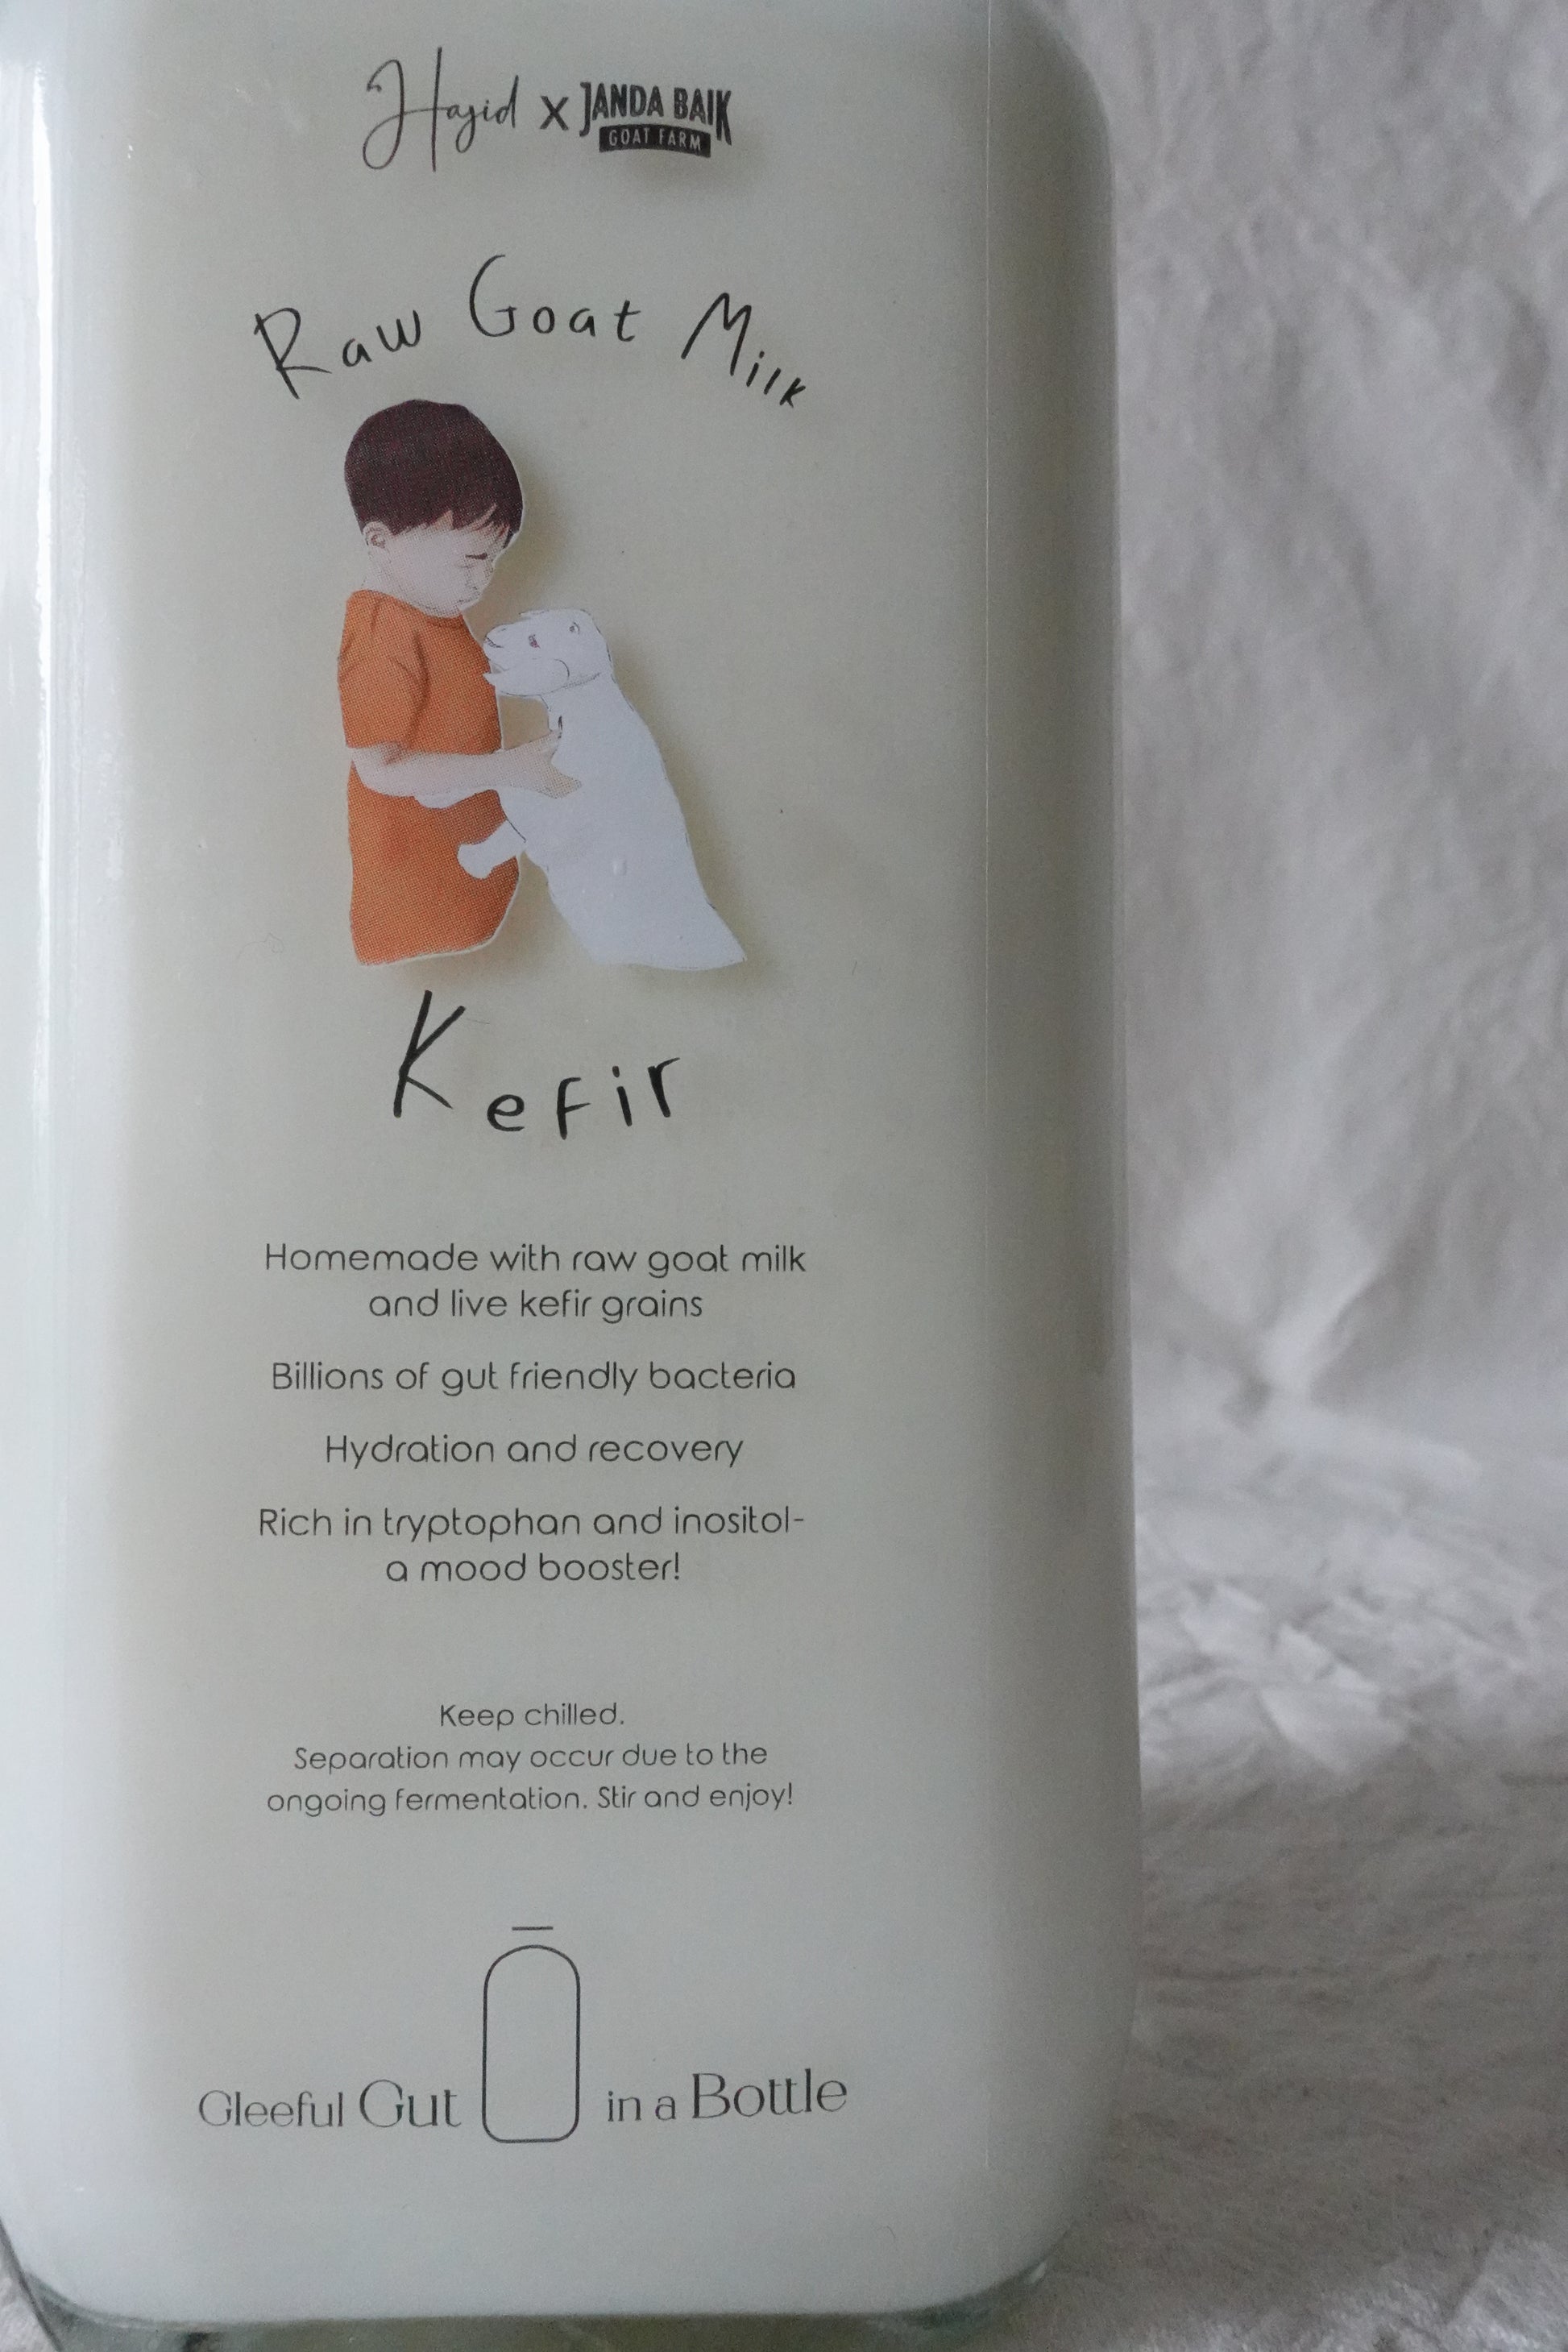 Hajid X JANDA BAIK
GOAT FARM
Raw Goat Milk
Kefir
Homemade with raw goat milk
and live kefir grains
Billions of gut friendly bacteria
Hydration and recovery
Rich in tryptophan and inositol-
a mood booster!
Keep chilled.
Separation may occur due to the
ongoing fermentation. Stir and enjoy!
Gleeful Gut in a Bottle